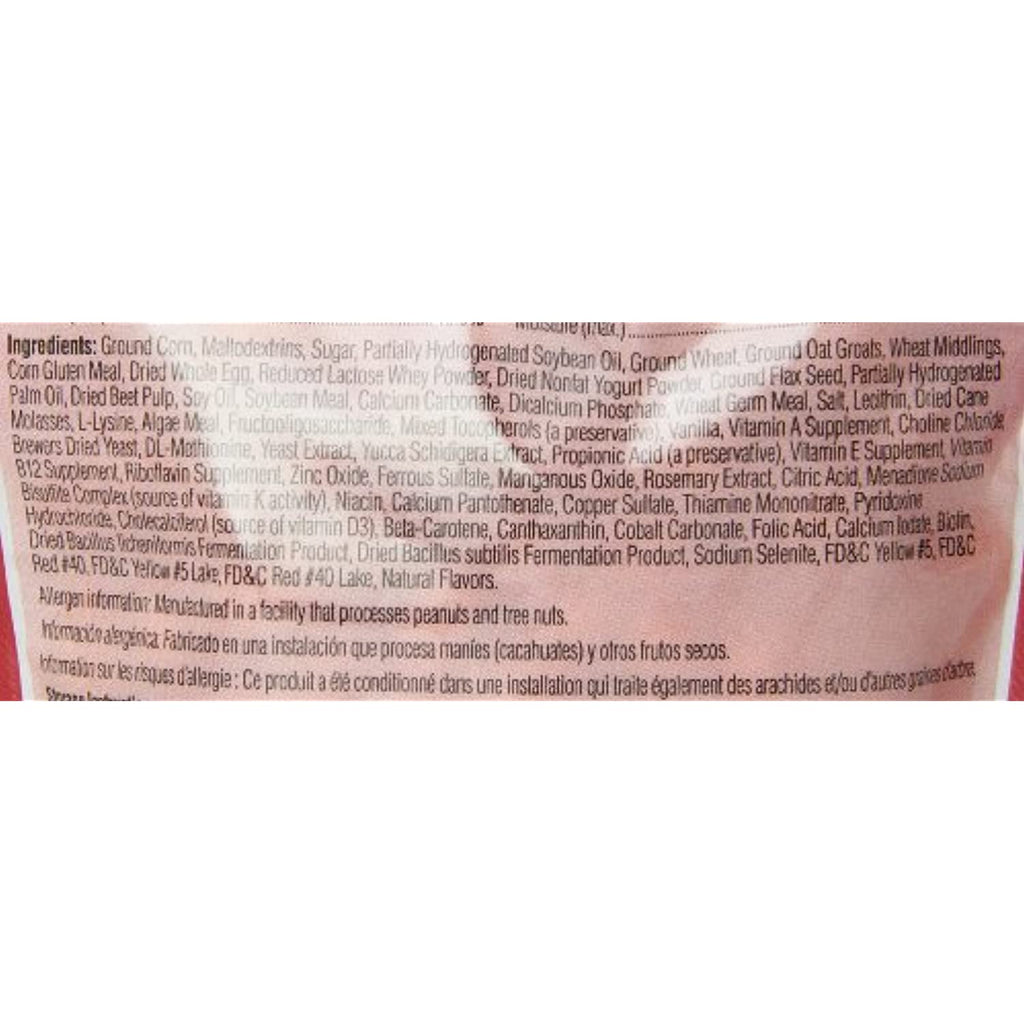 Moisture (max.)
Ingredients: Ground Corn, Maltodextrins, Sugar, Partially Hydrogenated Soybean Oil, Ground Wheat, Ground Oat Groats, Wheat Middlings,
Corn Gluten Meal, Dried Whole Egg, Reduced Lactose Whey Powder, Dried Nonfat Yogurt Powder, Ground Flax Seed, Partially Hydrogenated
Palm Oil, Dried Beet Pulp, Soy Oil, Soybean Meal, Calcium Carbonate, Dicalcium Phosphate, Wheat Germ Meal, Salt, Lecithin, Dried Cane
Molasses, L-Lysine, Algae Meal, Fructooligosaccharide, Mixed Tocopherols (a preservative), Vanilla, Vitamin A Supplement, Choline Chloride,
Brewers Dried Yeast, DL-Methionine, Yeast Extract, Yucca Schidigera Extract, Propionic Acid (a preservative), Vitamin E Supplement, Vitamin
B12 Supplement, Riboflavin Supplement, Zinc Oxide, Ferrous Sulfate, Manganous Oxide, Rosemary Extract, Citric Acid, Menadione Sodium
Bisulfite Complex (source of vitamin K activity), Niacin, Calcium Pantothenate, Copper Sulfate, Thiamine Mononitrate, Pyridoxine
Hydrochloride, Cholecalciferol (source of vitamin D3), Beta-Carotene, Canthaxanthin, Cobalt Carbonate, Folic Acid, Calcium Iodate, Biotin,
Dried Bacillus licheniformis Fermentation Product, Dried Bacillus subtilis Fermentation Product, Sodium Selenite, FD&C Yellow #5, FD&C
Red #40, FD&C Yellow #5 Lake, FD&C Red #40 Lake, Natural Flavors.
Allergen information: Manufactured in a facility that processes peanuts and tree nuts.
Información alergénica: Fabricado en una instalación que procesa maníes (cacahuates) y otros frutos secos.
Information sur les risques d'allergie : Ce produit a été conditionné dans une installation qui traite également des arachides et/ou d'autres graines d'arbre.